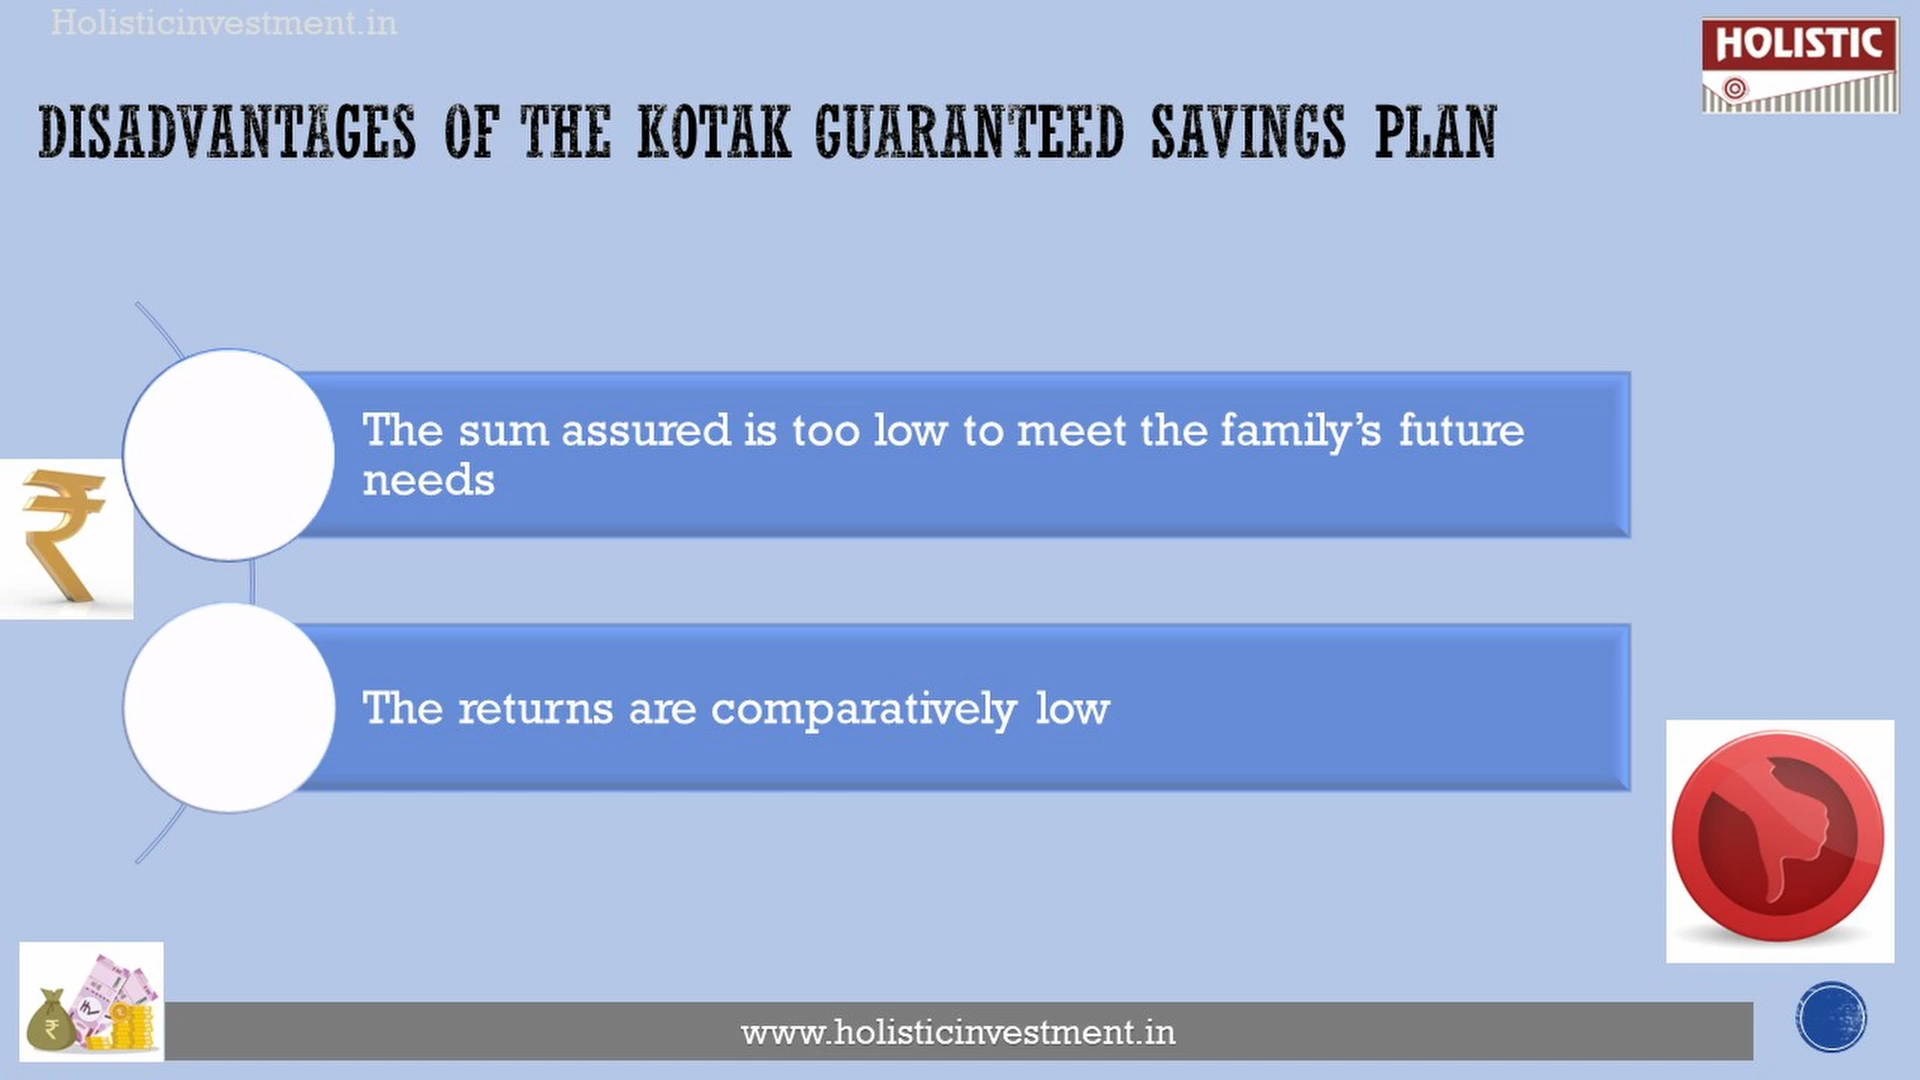 Holisticinvestment.in
HOLISTIC
DISADVANTAGES OF THE KOTAK GUARANTEED SAVINGS PLAN
The sum assured is too low to meet the family’s future
needs
The returns are comparatively low
www.holisticinvestment.in